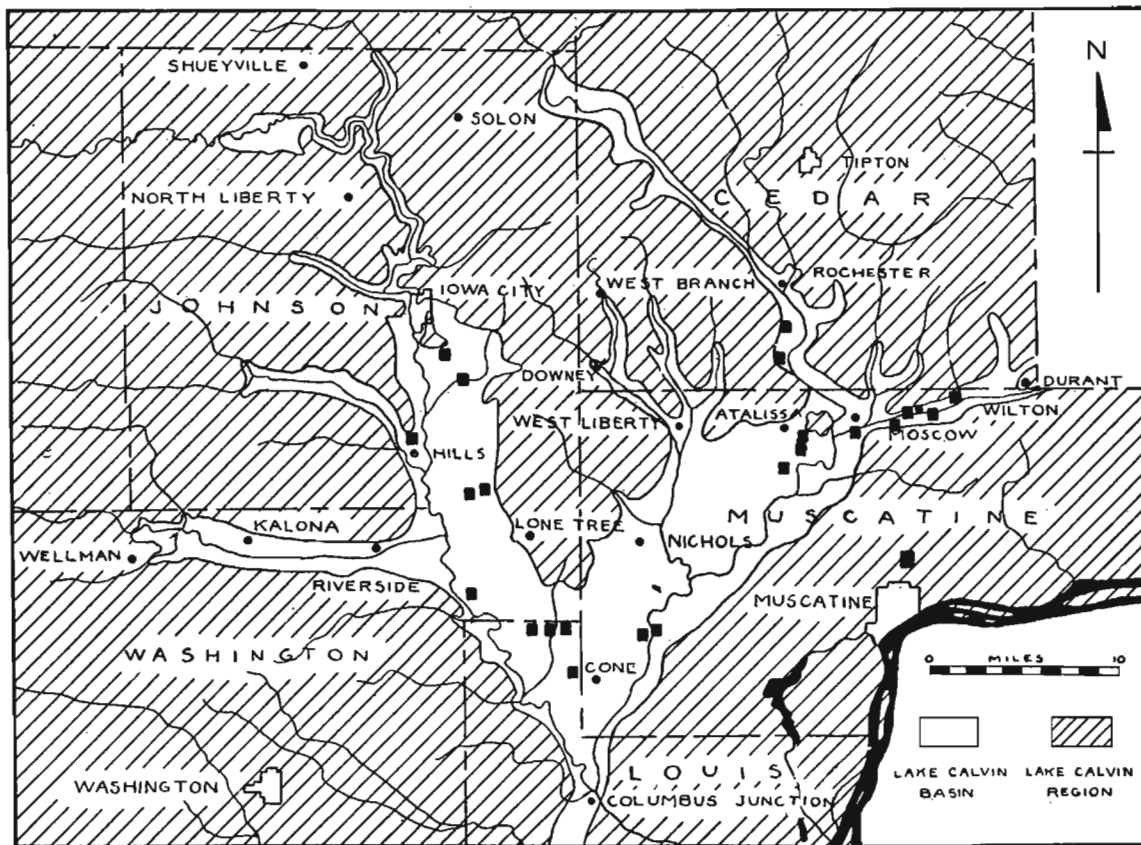 N
SHUEYVILLE
SOLON
TIPTON
NORTH LIBERTY
CEDAR
ROCHESTER
WEST BRANCH
IOWA CITY
JOHNSON
DOWNEY
DURANT
WILTON
WEST LIBERTY
ATALISSA
MOSCOW
HILLS
MUSCATINE
KALONA
LONE TREE
NICHOLS
WELLMAN
RIVERSIDE
MUSCATINE
WASHINGTON
CONE
0 MILES 10
LOUIS
LAKE CALVIN BASIN
LAKE CALVIN REGION
WASHINGTON
COLUMBUS JUNCTION